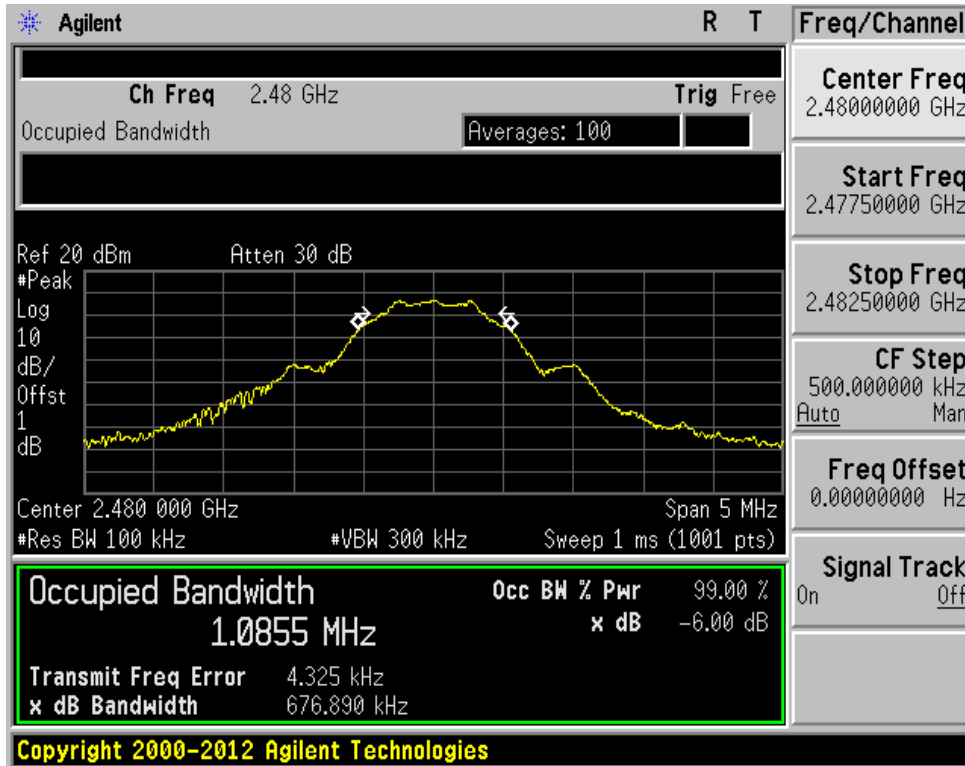 Agilent R T
Ch Freq 2.48 GHz Trig Free
Occupied Bandwidth Averages: 100
Ref 20 dBm Atten 30 dB
#Peak
Log
10
dB/
Offst
1
dB
Center 2.480 000 GHz Span 5 MHz
#Res BW 100 kHz #VBW 300 kHz Sweep 1 ms (1001 pts)
Occupied Bandwidth
1.0855 MHz
Occ BW % Pwr 99.00 %
x dB -6.00 dB
Transmit Freq Error 4.325 kHz
x dB Bandwidth 676.890 kHz
Copyright 2000-2012 Agilent Technologies
Freq/Channel
Center Freq
2.48000000 GHz
Start Freq
2.47750000 GHz
Stop Freq
2.48250000 GHz
CF Step
500.000000 kHz
Auto Man
Freq Offset
0.00000000 Hz
Signal Track
On Off